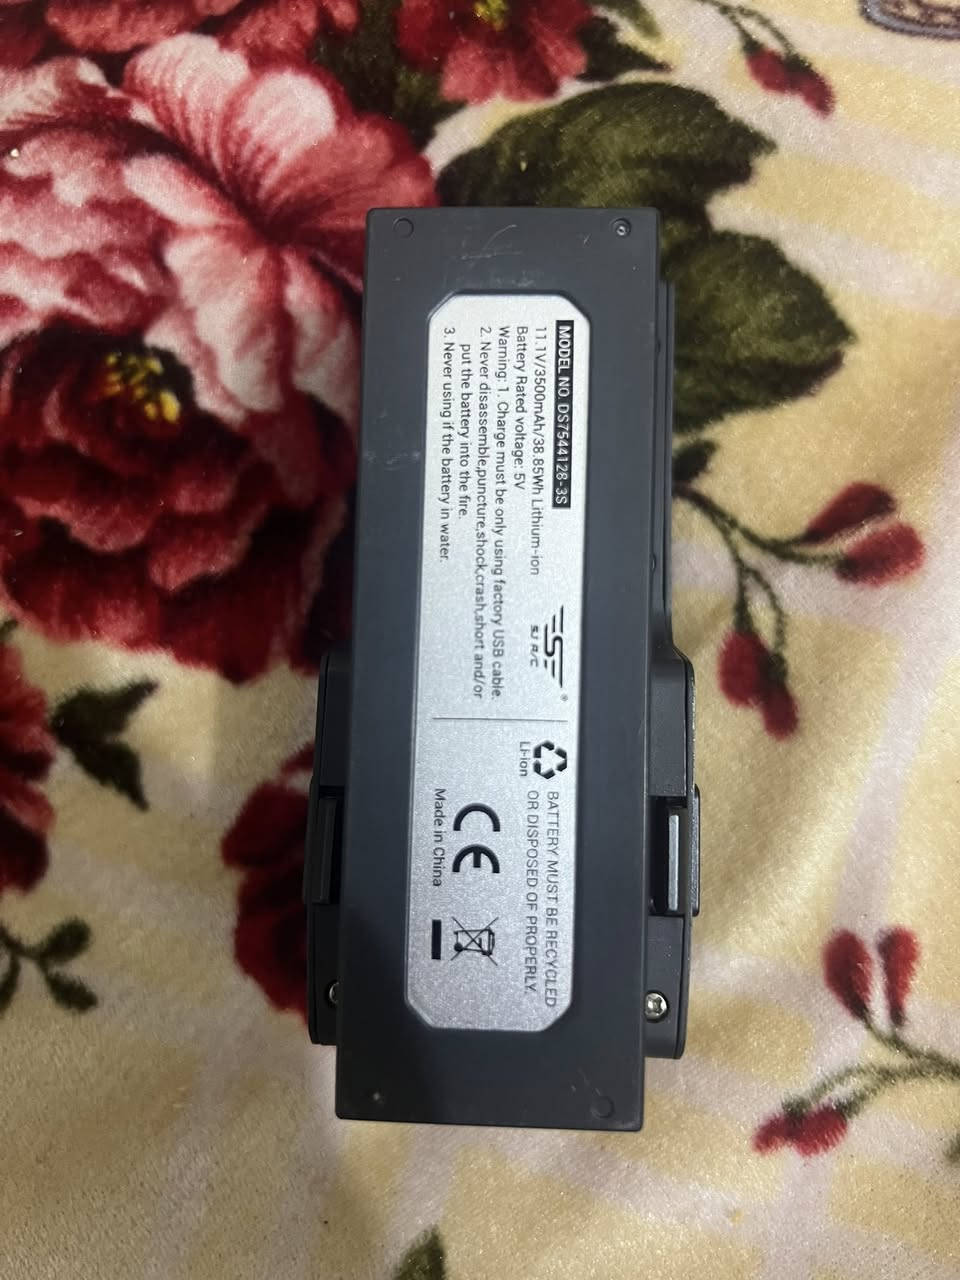 MODEL NO. DS7544128-3S
11.1V/3500mAh/38.85Wh Lithium-ion
Battery Rated voltage: 5V
Warning: 1. Charge must be only using factory USB cable.
2. Never disassemble,puncture,shock,crash,short and/or
put the battery into the fire.
3. Never using if the battery in water.
SJ R/C
®
Li-ion
BATTERY MUST BE RECYCLED
OR DISPOSED OF PROPERLY.
CE
Made in China